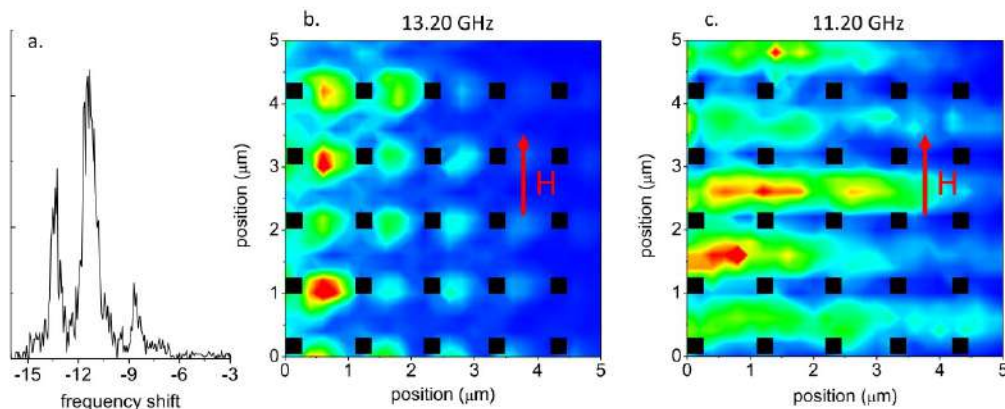 a.
-15 -12 -9 -6 -3
frequency shift
b.
13.20 GHz
5
4
3
2
1
0
position (μm)
H
0 1 2 3 4 5
position (μm)
c.
11.20 GHz
5
4
3
2
1
0
position (μm)
H
0 1 2 3 4 5
position (μm)